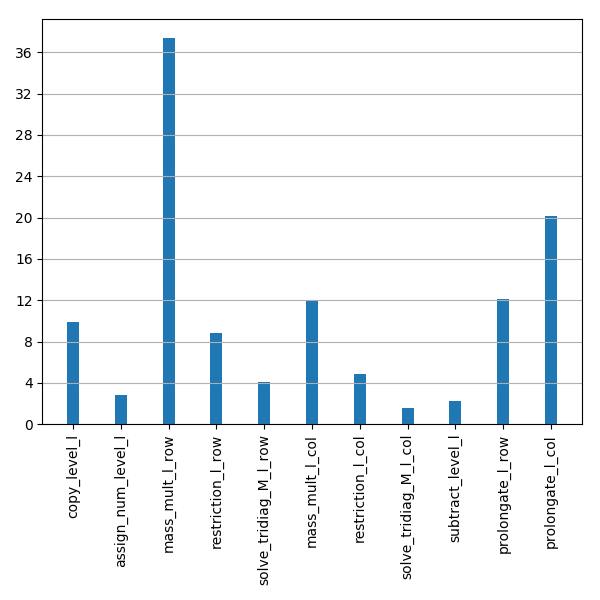 36
32
28
24
20
16
12
8
4
0
copy_level_l
assign_num_level_l
mass_mult_l_row
restriction_l_row
solve_tridiag_M_l_row
mass_mult_l_col
restriction_l_col
solve_tridiag_M_l_col
subtract_level_l
prolongate_l_row
prolongate_l_col